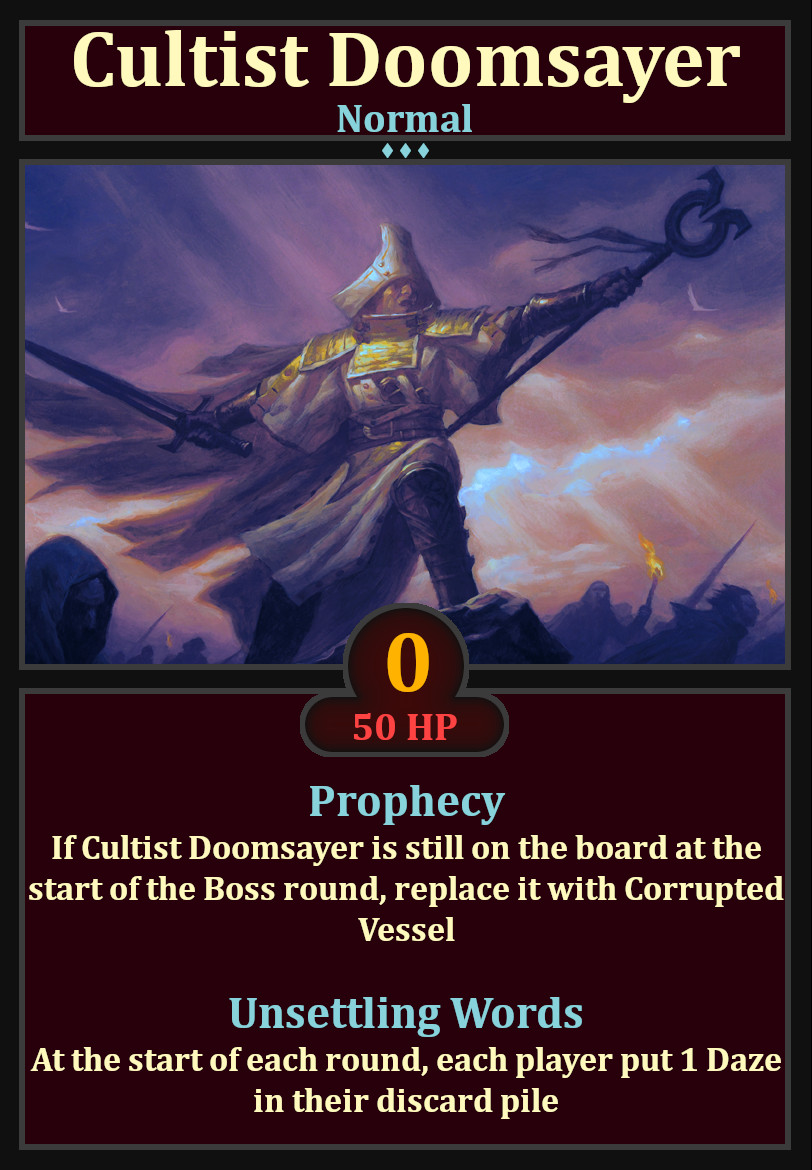 Cultist Doomsayer
Normal
0
50 HP
Prophecy
If Cultist Doomsayer is still on the board at the
start of the Boss round, replace it with Corrupted
Vessel
Unsettling Words
At the start of each round, each player put 1 Daze
in their discard pile